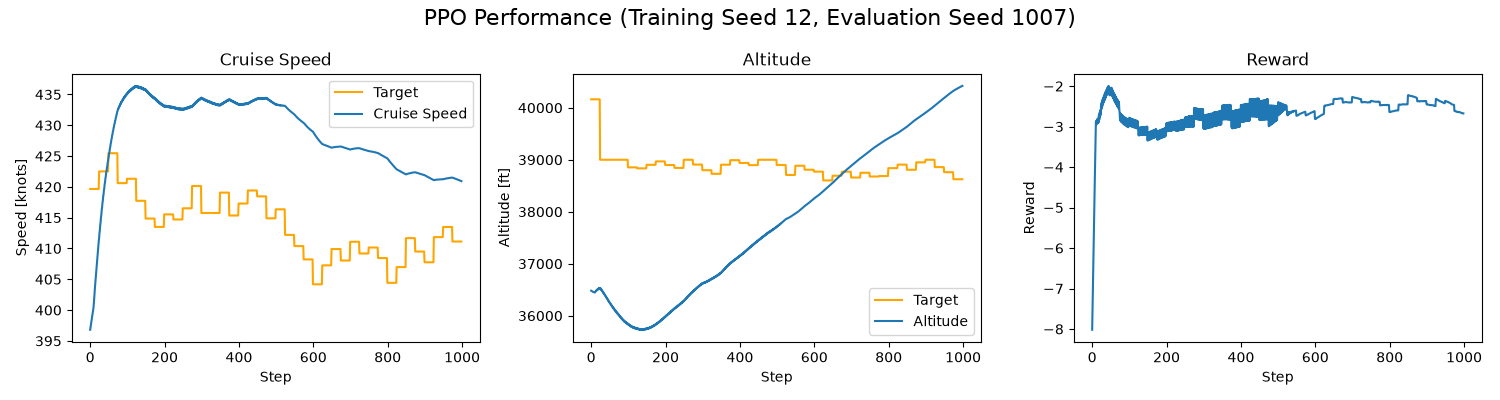 PPO Performance (Training Seed 12, Evaluation Seed 1007)
Cruise Speed
Speed [knots]
435
430
425
420
415
410
405
400
395
Target
Cruise Speed
0 200 400 600 800 1000
Step
Altitude
Altitude [ft]
40000
39000
38000
37000
36000
Target
Altitude
0 200 400 600 800 1000
Step
Reward
Reward
−2
−3
−4
−5
−6
−7
−8
0 200 400 600 800 1000
Step